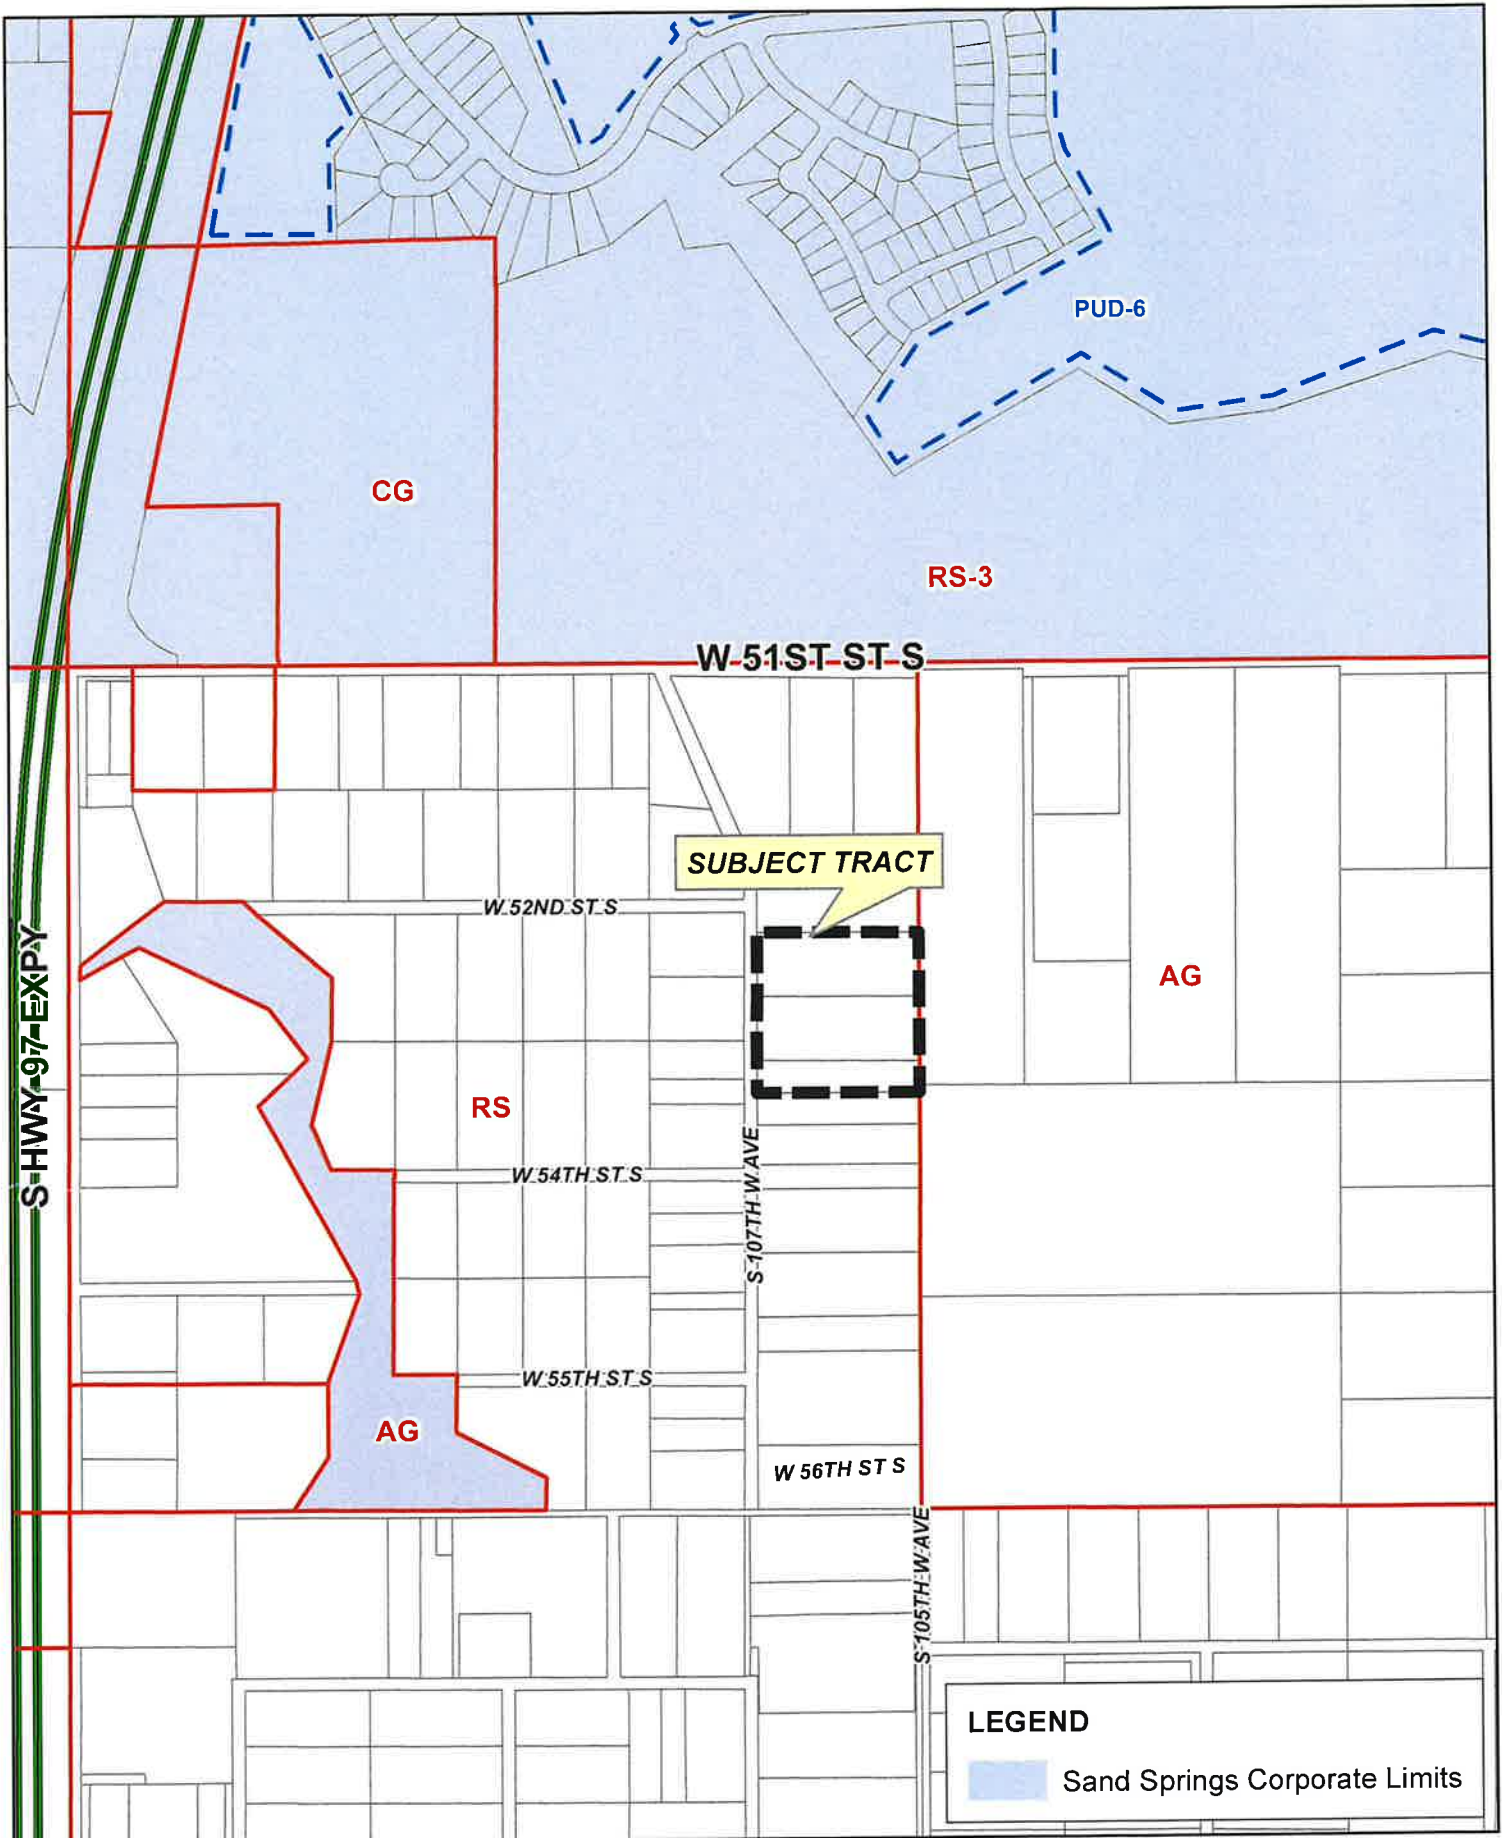 PUD-6
CG
RS-3
W 51ST ST S
SUBJECT TRACT
W 52ND ST S
AG
S HWY 97 EXPY
RS
W 54TH ST S
S 107TH W AVE
W 55TH ST S
AG
W 56TH ST S
S 105TH W AVE
LEGEND
Sand Springs Corporate Limits